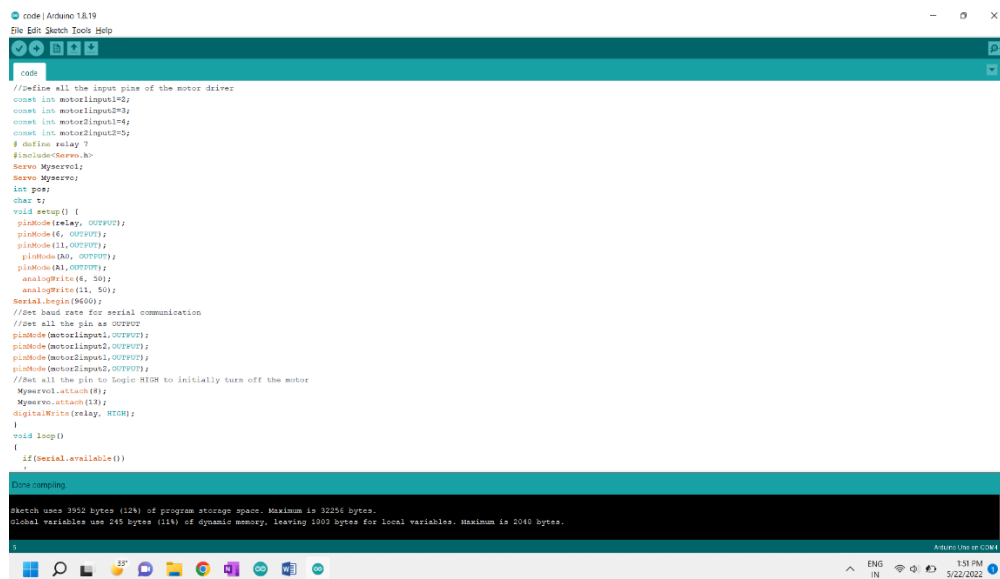 code | Arduino 1.8.19
File Edit Sketch Tools Help
code
//Define all the input pins of the motor driver
const int motor1input1=2;
const int motor1input2=3;
const int motor2input1=4;
const int motor2input2=5;
# define relay 7
#include<Servo.h>
Servo Myservo1;
Servo Myservo;
int pos;
char t;
void setup() {
pinMode(relay, OUTPUT);
pinMode(6, OUTPUT);
pinMode(11,OUTPUT);
pinMode(A0, OUTPUT);
pinMode(A1,OUTPUT);
analogWrite(6, 50);
analogWrite(11, 50);
Serial.begin(9600);
//Set baud rate for serial communication
//Set all the pin as OUTPUT
pinMode(motor1input1,OUTPUT);
pinMode(motor1input2,OUTPUT);
pinMode(motor2input1,OUTPUT);
pinMode(motor2input2,OUTPUT);
//Set all the pin to Logic HIGH to initially turn off the motor
Myservo1.attach(8);
Myservo.attach(13);
digitalWrite(relay, HIGH);
}
void loop()
{
if(Serial.available())
Done compiling.
Sketch uses 3952 bytes (12%) of program storage space. Maximum is 32256 bytes.
Global variables use 245 bytes (11%) of dynamic memory, leaving 1803 bytes for local variables. Maximum is 2048 bytes.
5
Arduino Uno on COM4
33°
ENG
IN
1:51 PM
5/22/2022